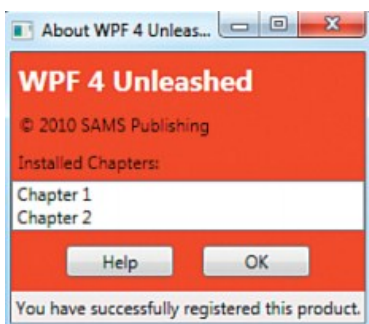 About WPF 4 Unleas...
WPF 4 Unleashed
© 2010 SAMS Publishing
Installed Chapters:
Chapter 1
Chapter 2
Help OK
You have successfully registered this product.